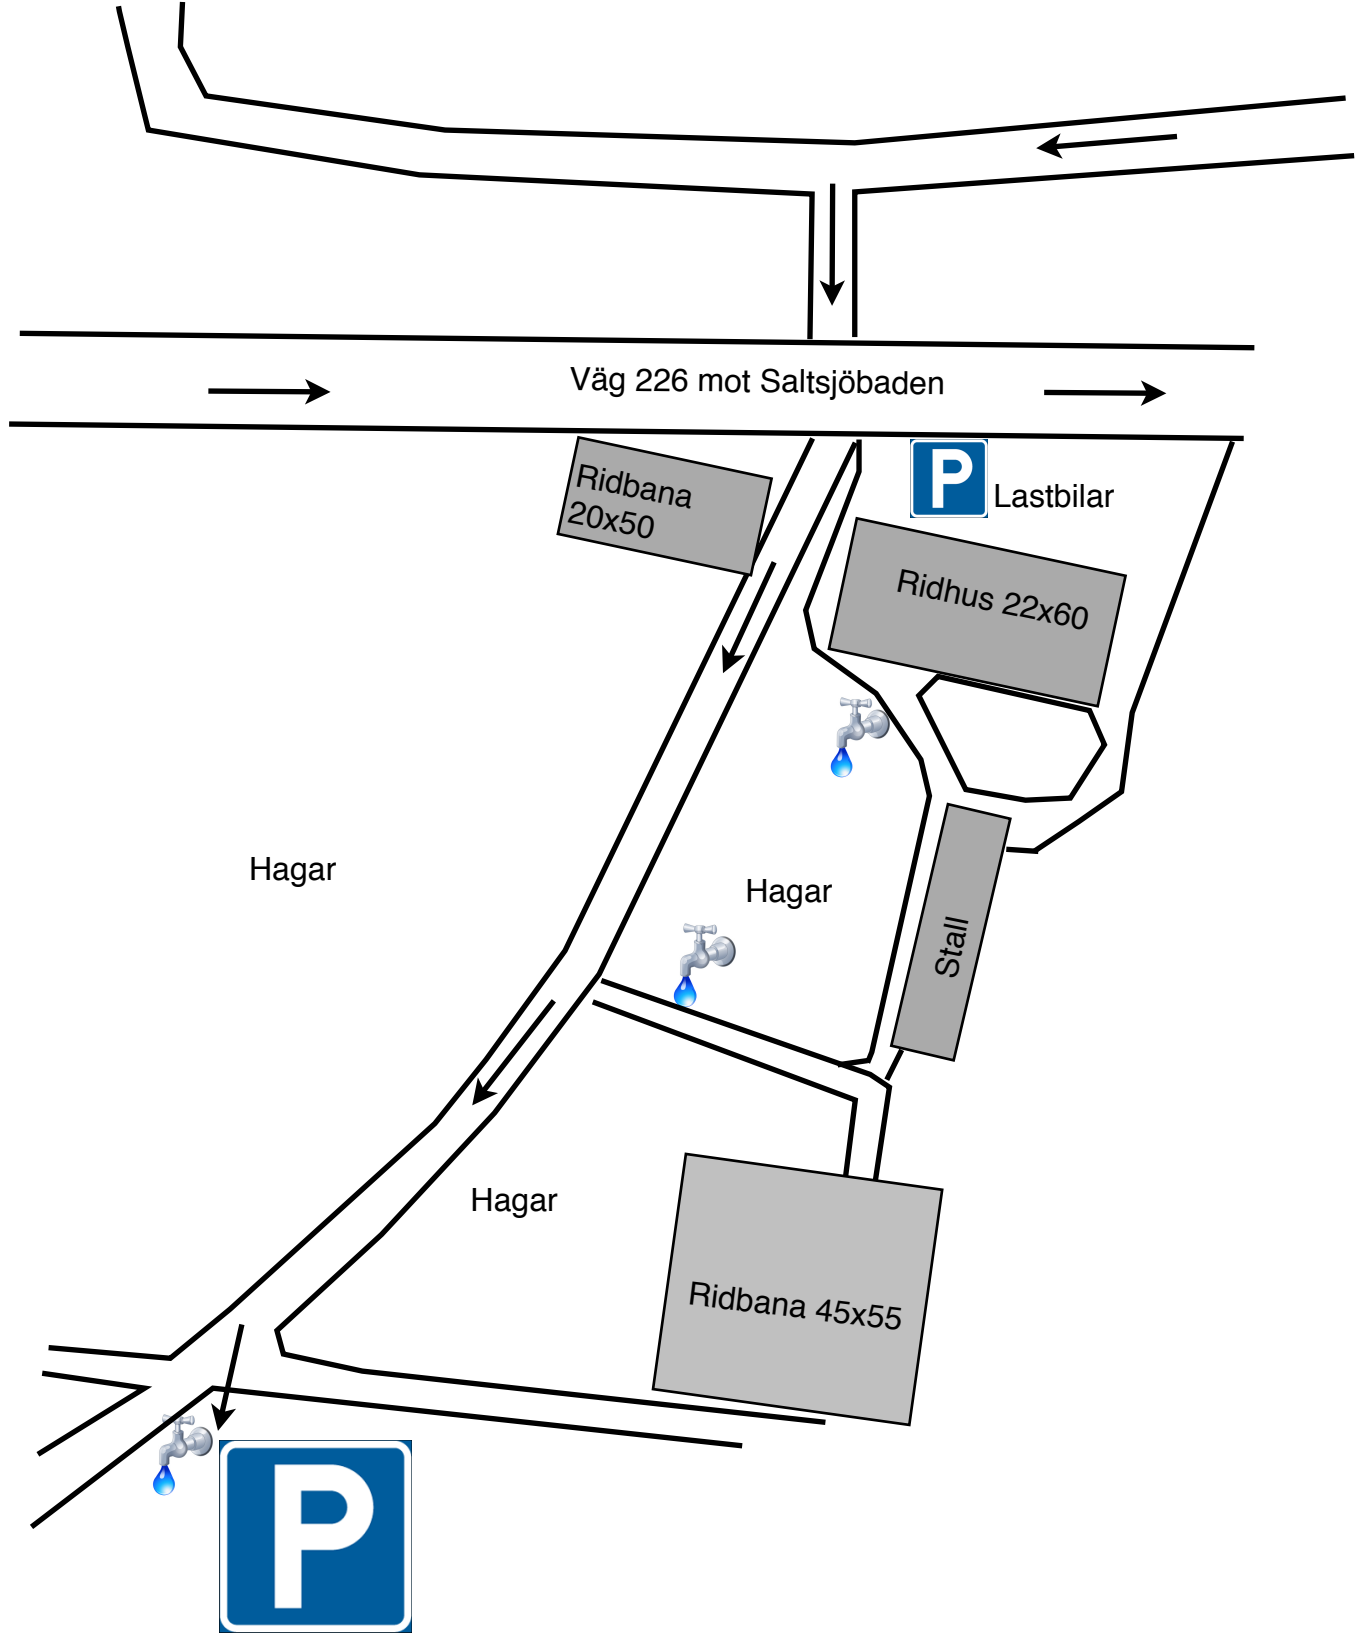 Väg 226 mot Saltsjöbaden
P
Lastbilar
Ridbana
20x50
Ridhus 22x60
Hagar
Hagar
Stall
Hagar
Ridbana 45x55
P